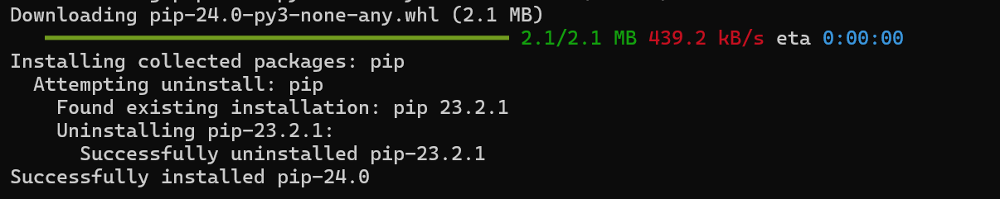 Downloading pip-24.0-py3-none-any.whl (2.1 MB)
2.1/2.1 MB 439.2 kB/s eta 0:00:00
Installing collected packages: pip
Attempting uninstall: pip
Found existing installation: pip 23.2.1
Uninstalling pip-23.2.1:
Successfully uninstalled pip-23.2.1
Successfully installed pip-24.0